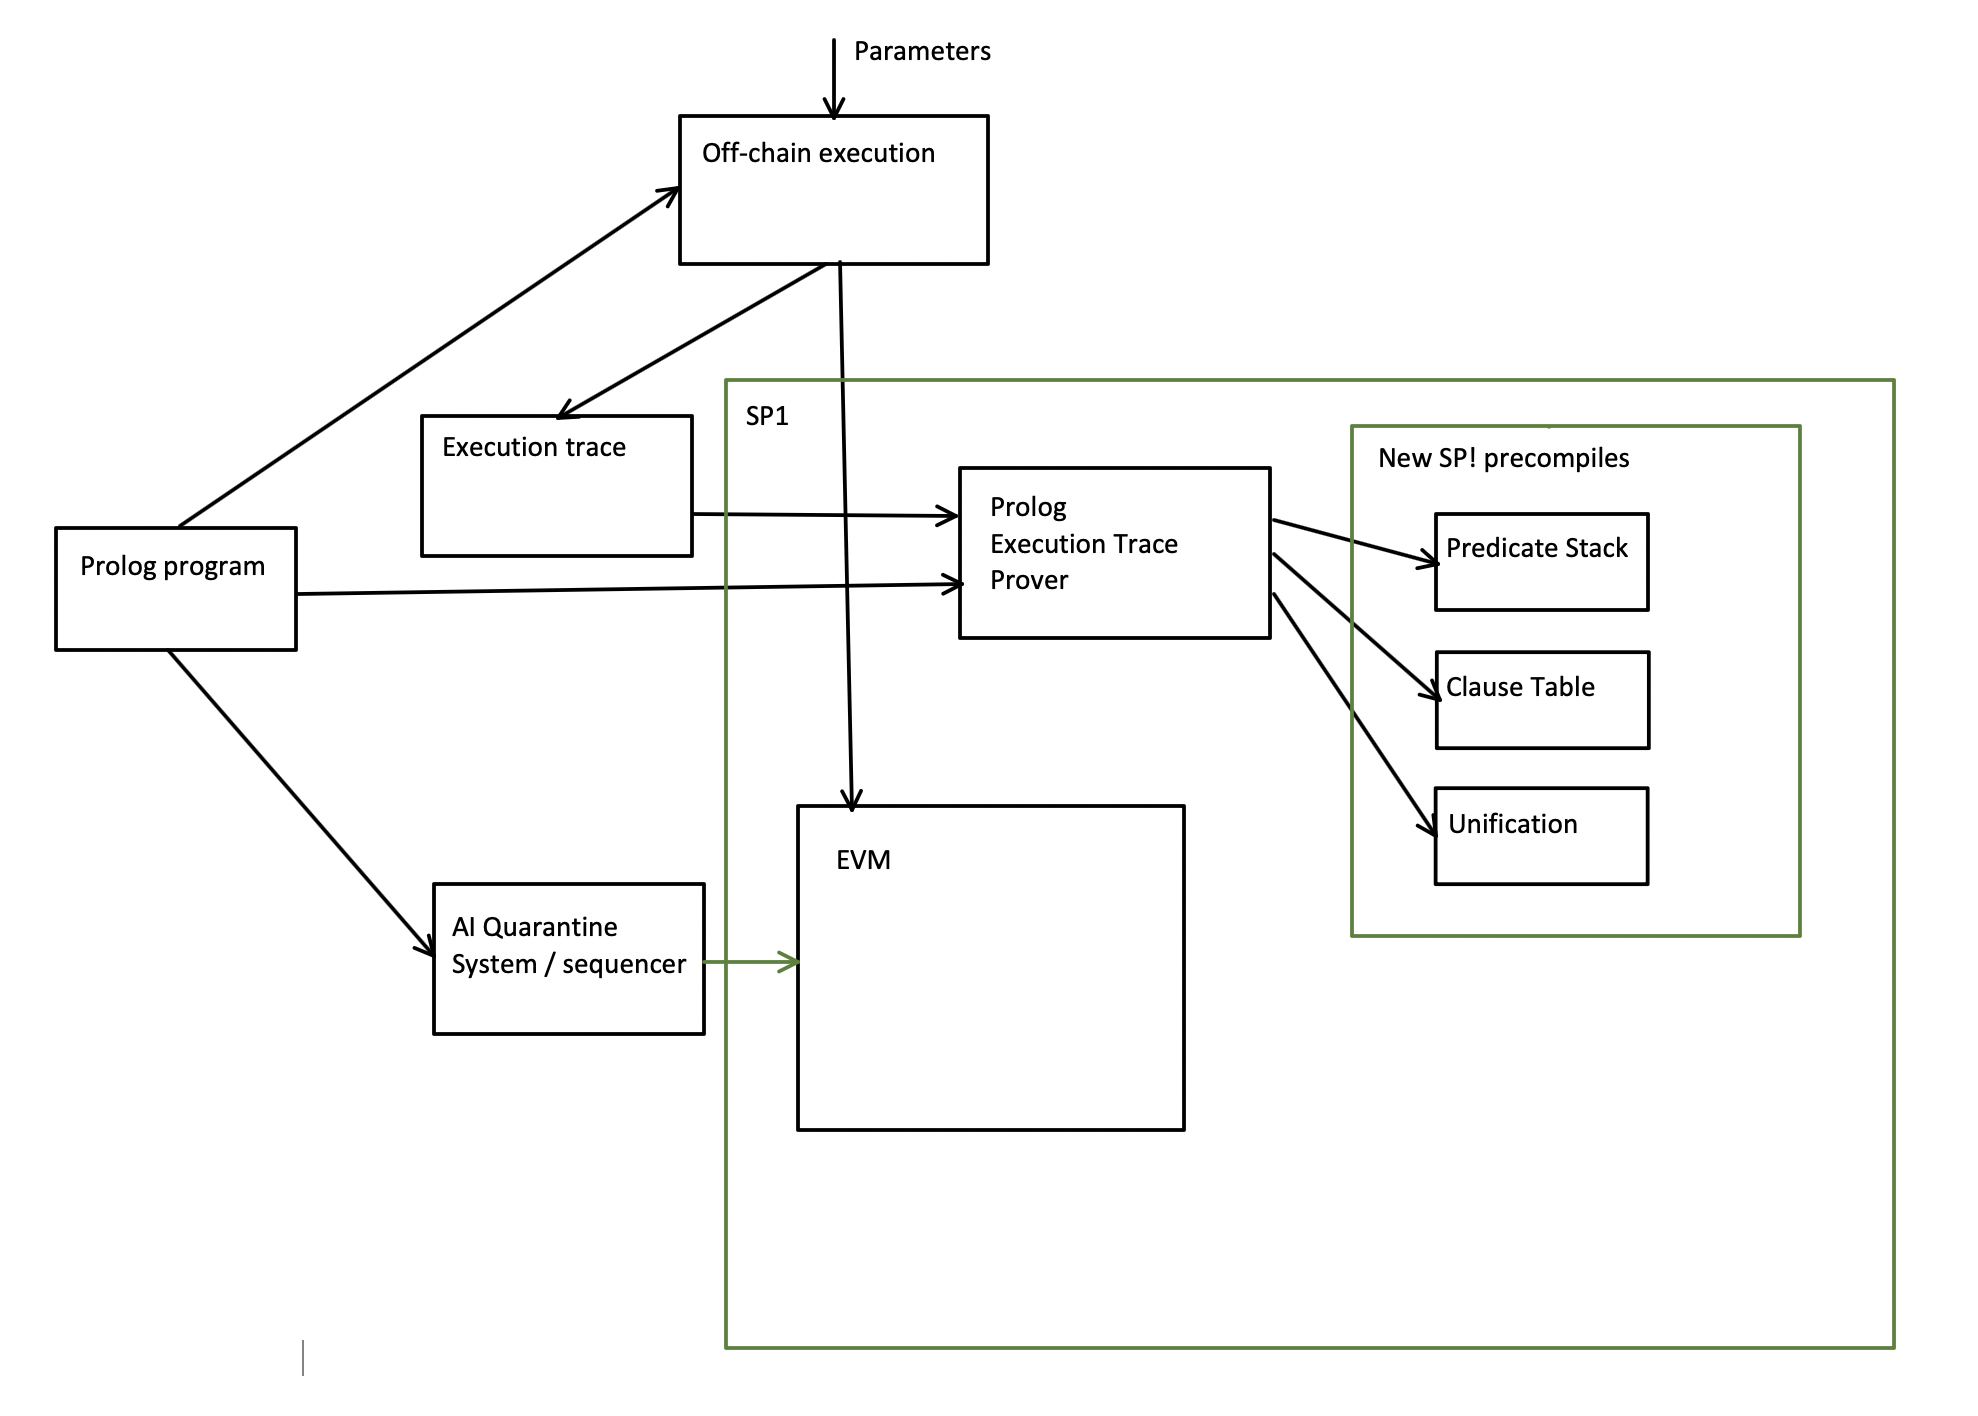 Parameters
Off-chain execution
Execution trace
SP1
New SP! precompiles
Prolog
Execution Trace
Prover
Predicate Stack
Prolog program
Clause Table
Unification
EVM
AI Quarantine
System / sequencer